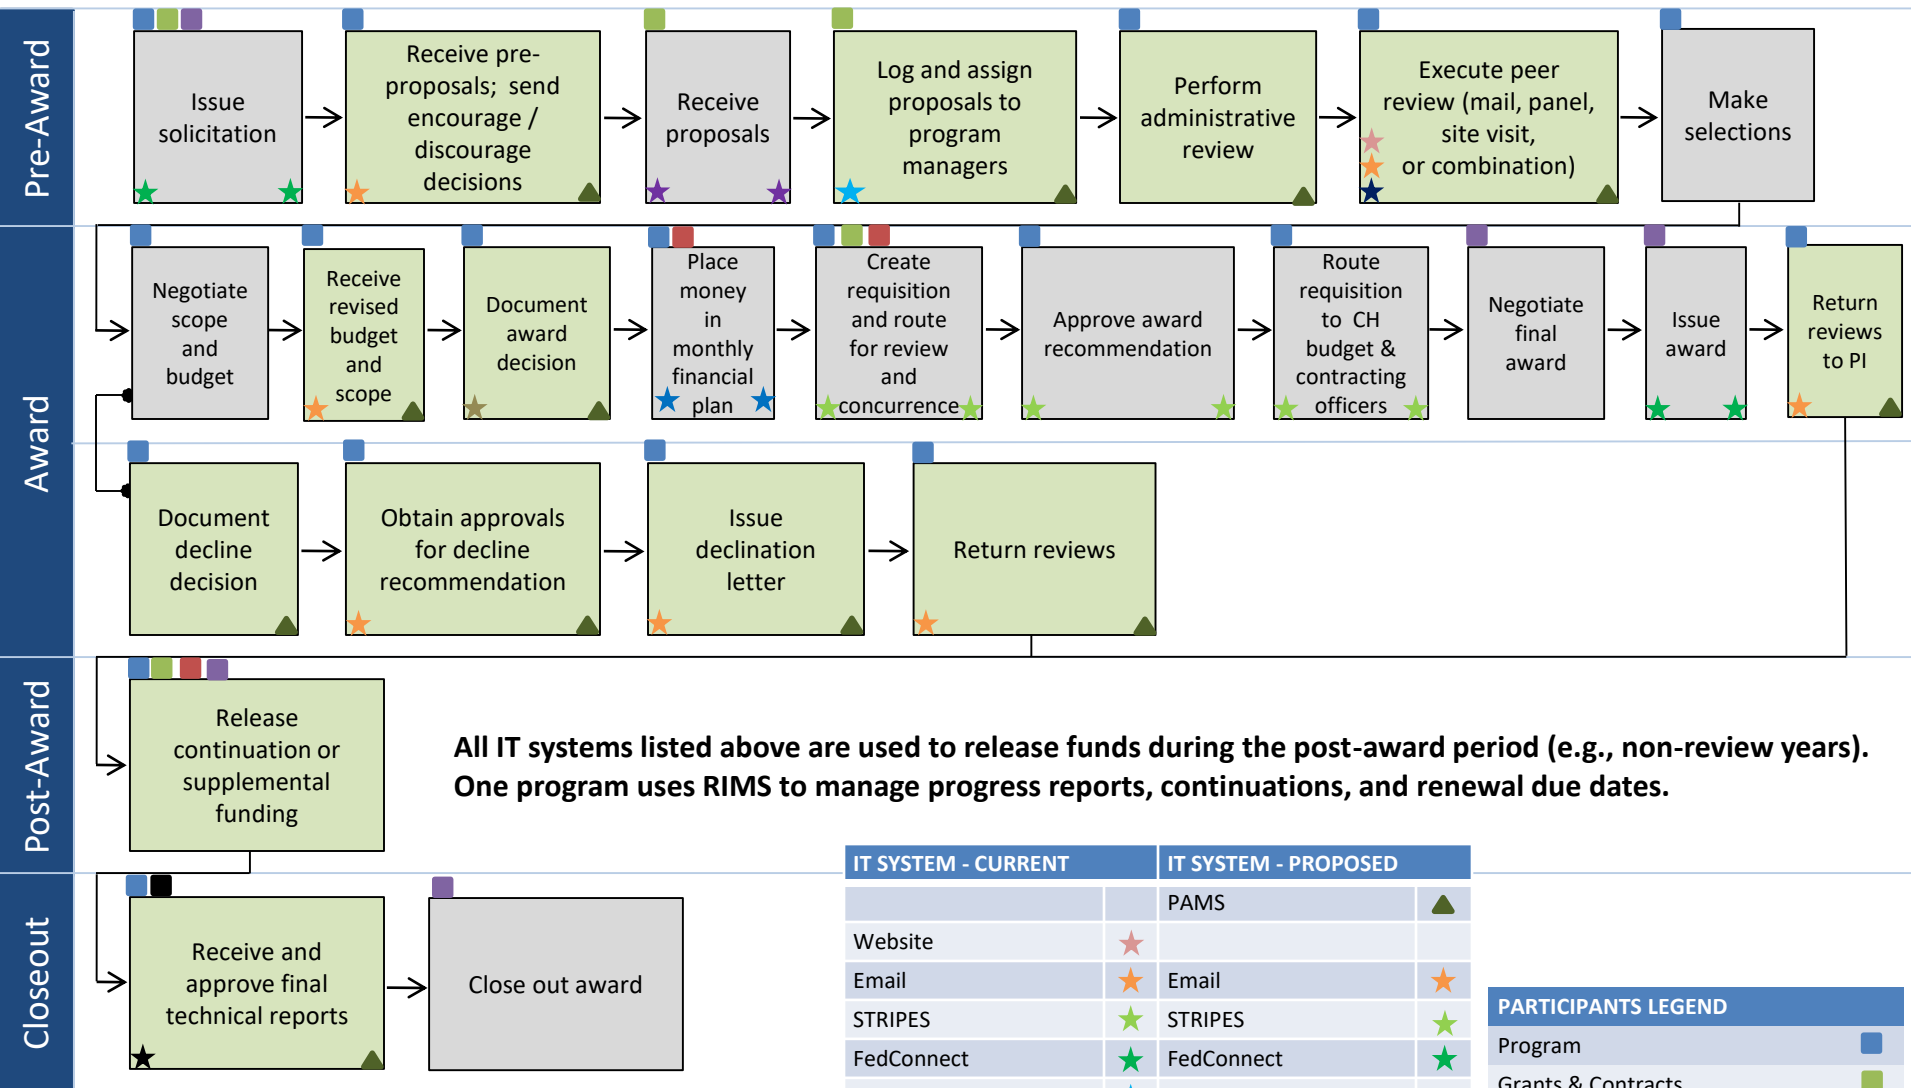 Pre-Award
Issue
solicitation
Receive pre-
proposals; send
encourage /
discourage
decisions
Receive
proposals
Log and assign
proposals to
program
managers
Perform
administrative
review
Execute peer
review (mail, panel,
site visit,
or combination)
Make
selections
Award
Negotiate
scope
and
budget
Receive
revised
budget
and
scope
Document
award
decision
Place
money
in
monthly
financial
plan
Create
requisition
and route
for review
and
concurrence
Approve award
recommendation
Route
requisition
to CH
budget &
contracting
officers
Negotiate
final
award
Issue
award
Return
reviews
to PI
Document
decline
decision
Obtain approvals
for decline
recommendation
Issue
declination
letter
Return reviews
Post-Award
Release
continuation or
supplemental
funding
All IT systems listed above are used to release funds during the post-award period (e.g., non-review years).
One program uses RIMS to manage progress reports, continuations, and renewal due dates.
Closeout
Receive and
approve final
technical reports
Close out award
IT SYSTEM - CURRENT IT SYSTEM - PROPOSED
PAMS
Website
Email Email
STRIPES STRIPES
FedConnect FedConnect
PARTICIPANTS LEGEND
Program
Grants & Contracts